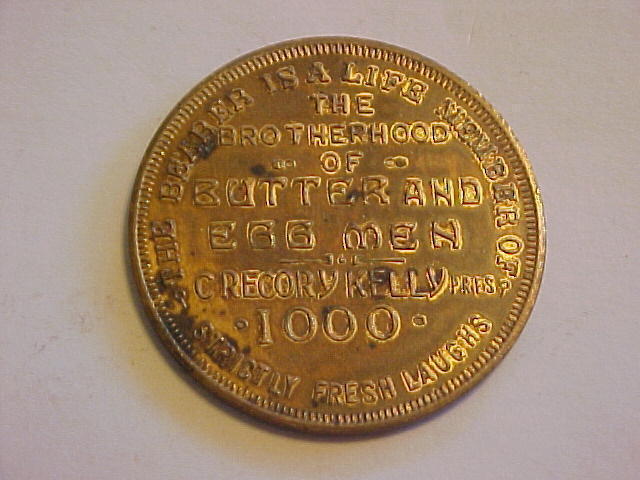 THE BEARER IS A LIFE MEMBER OF
THE
BROTHERHOOD
OF
BUTTER AND
EGG MEN
GREGORY KELLY PRES.
1000
STRICTLY FRESH LAUGHS